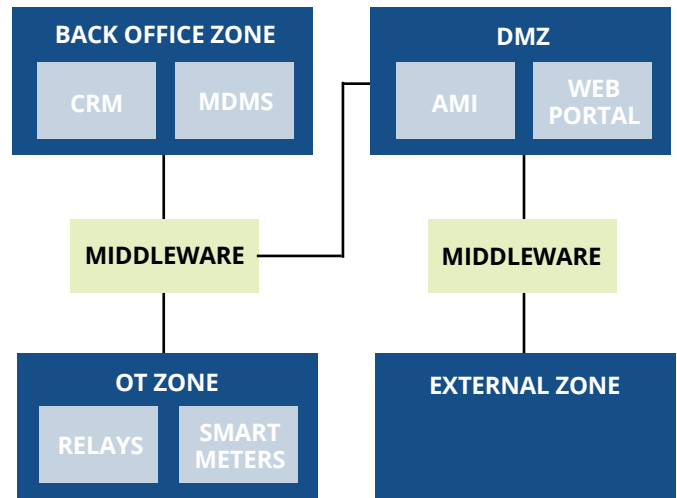 BACK OFFICE ZONE
CRM
MDMS
DMZ
AMI
WEB
PORTAL
MIDDLEWARE
MIDDLEWARE
OT ZONE
RELAYS
SMART
METERS
EXTERNAL ZONE